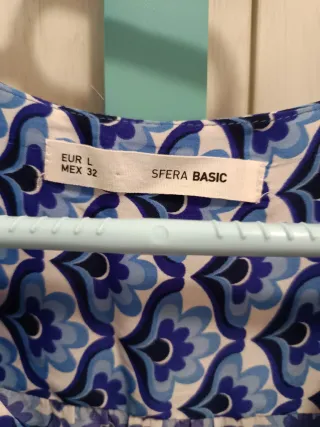 EUR L
MEX 32
SFERA BASIC